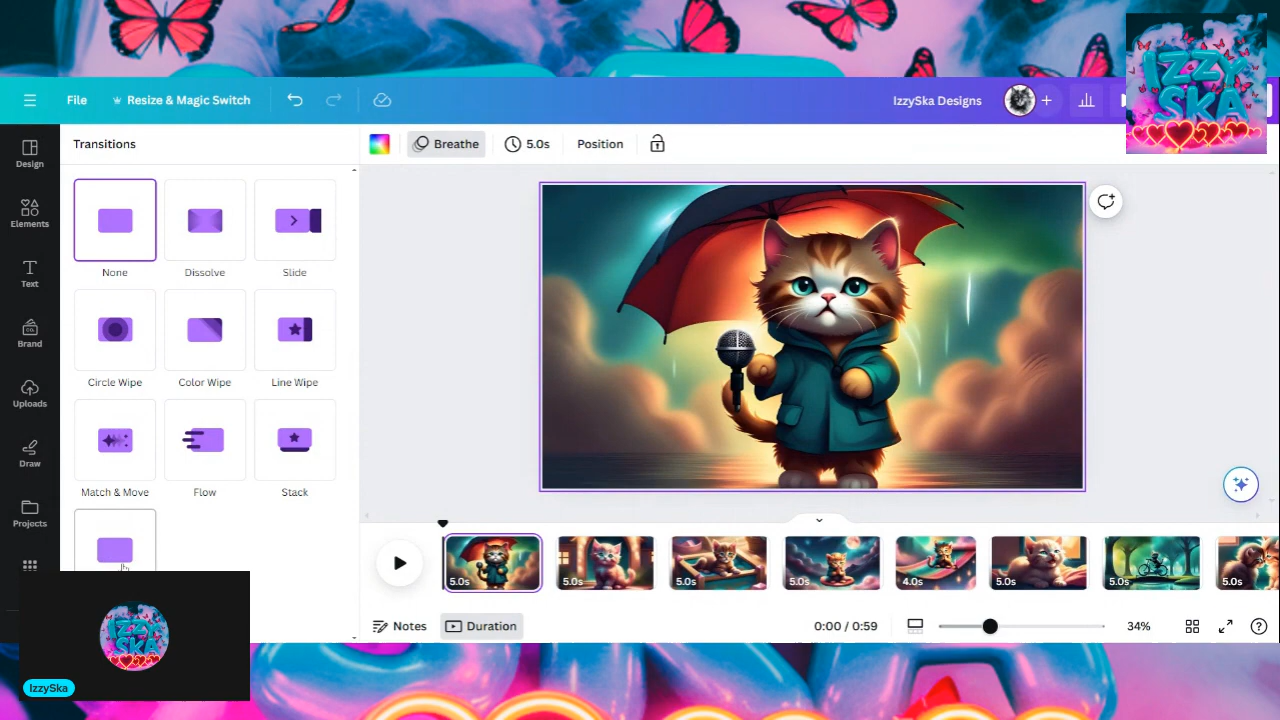 File
Resize & Magic Switch
IzzySka Designs
IZZY
SKA
Design
Elements
Text
Brand
Uploads
Draw
Projects
Transitions
None
Dissolve
Slide
Circle Wipe
Color Wipe
Line Wipe
Match & Move
Flow
Stack
Breathe
5.0s
Position
5.0s
5.0s
5.0s
5.0s
4.0s
5.0s
5.0s
5.0s
Notes
Duration
0:00 / 0:59
34%
IZZY
SKA
IzzySka